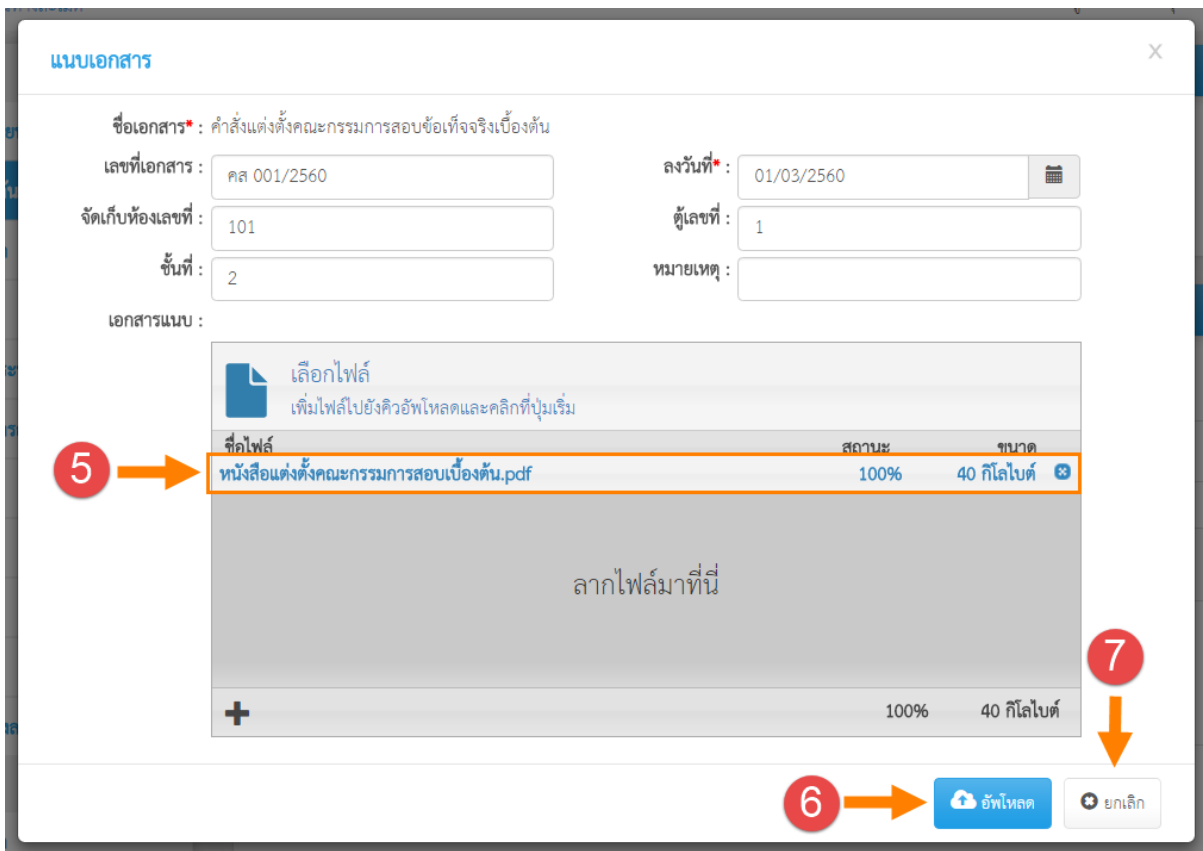 แนบเอกสาร X
ชื่อเอกสาร* : คำสั่งแต่งตั้งคณะกรรมการสอบข้อเท็จจริงเบื้องต้น
เลขที่เอกสาร : คส 001/2560 ลงวันที่* : 01/03/2560
จัดเก็บห้องเลขที่ : 101 ตู้เลขที่ : 1
ชั้นที่ : 2 หมายเหตุ :
เอกสารแนบ :
เลือกไฟล์
เพิ่มไฟล์ไปยังคิวอัพโหลดและคลิกที่ปุ่มเริ่ม
ชื่อไฟล์ สถานะ ขนาด
5 หนังสือแต่งตั้งคณะกรรมการสอบเบื้องต้น.pdf 100% 40 กิโลไบต์
ลากไฟล์มาที่นี่
7
100% 40 กิโลไบต์
6 อัพโหลด ยกเลิก